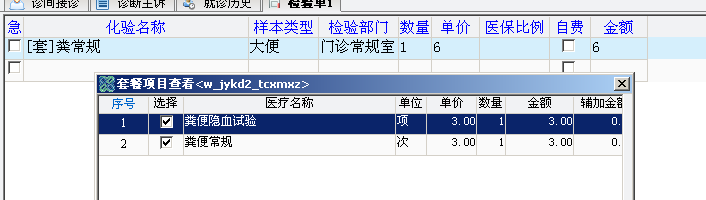 诊间接诊 诊断主诉 就诊历史 检验单1
急 化验名称 样本类型 检验部门 数量 单价 医保比例 自费 金额
[套]粪常规 大便 门诊常规室 1 6 6
套餐项目查看<w_jykd2_tcxmxz>
序号 选择 医疗名称 单位 单价 数量 金额 辅加金额
1 粪便隐血试验 项 3.00 1 3.00 0.
2 粪便常规 次 3.00 1 3.00 0.